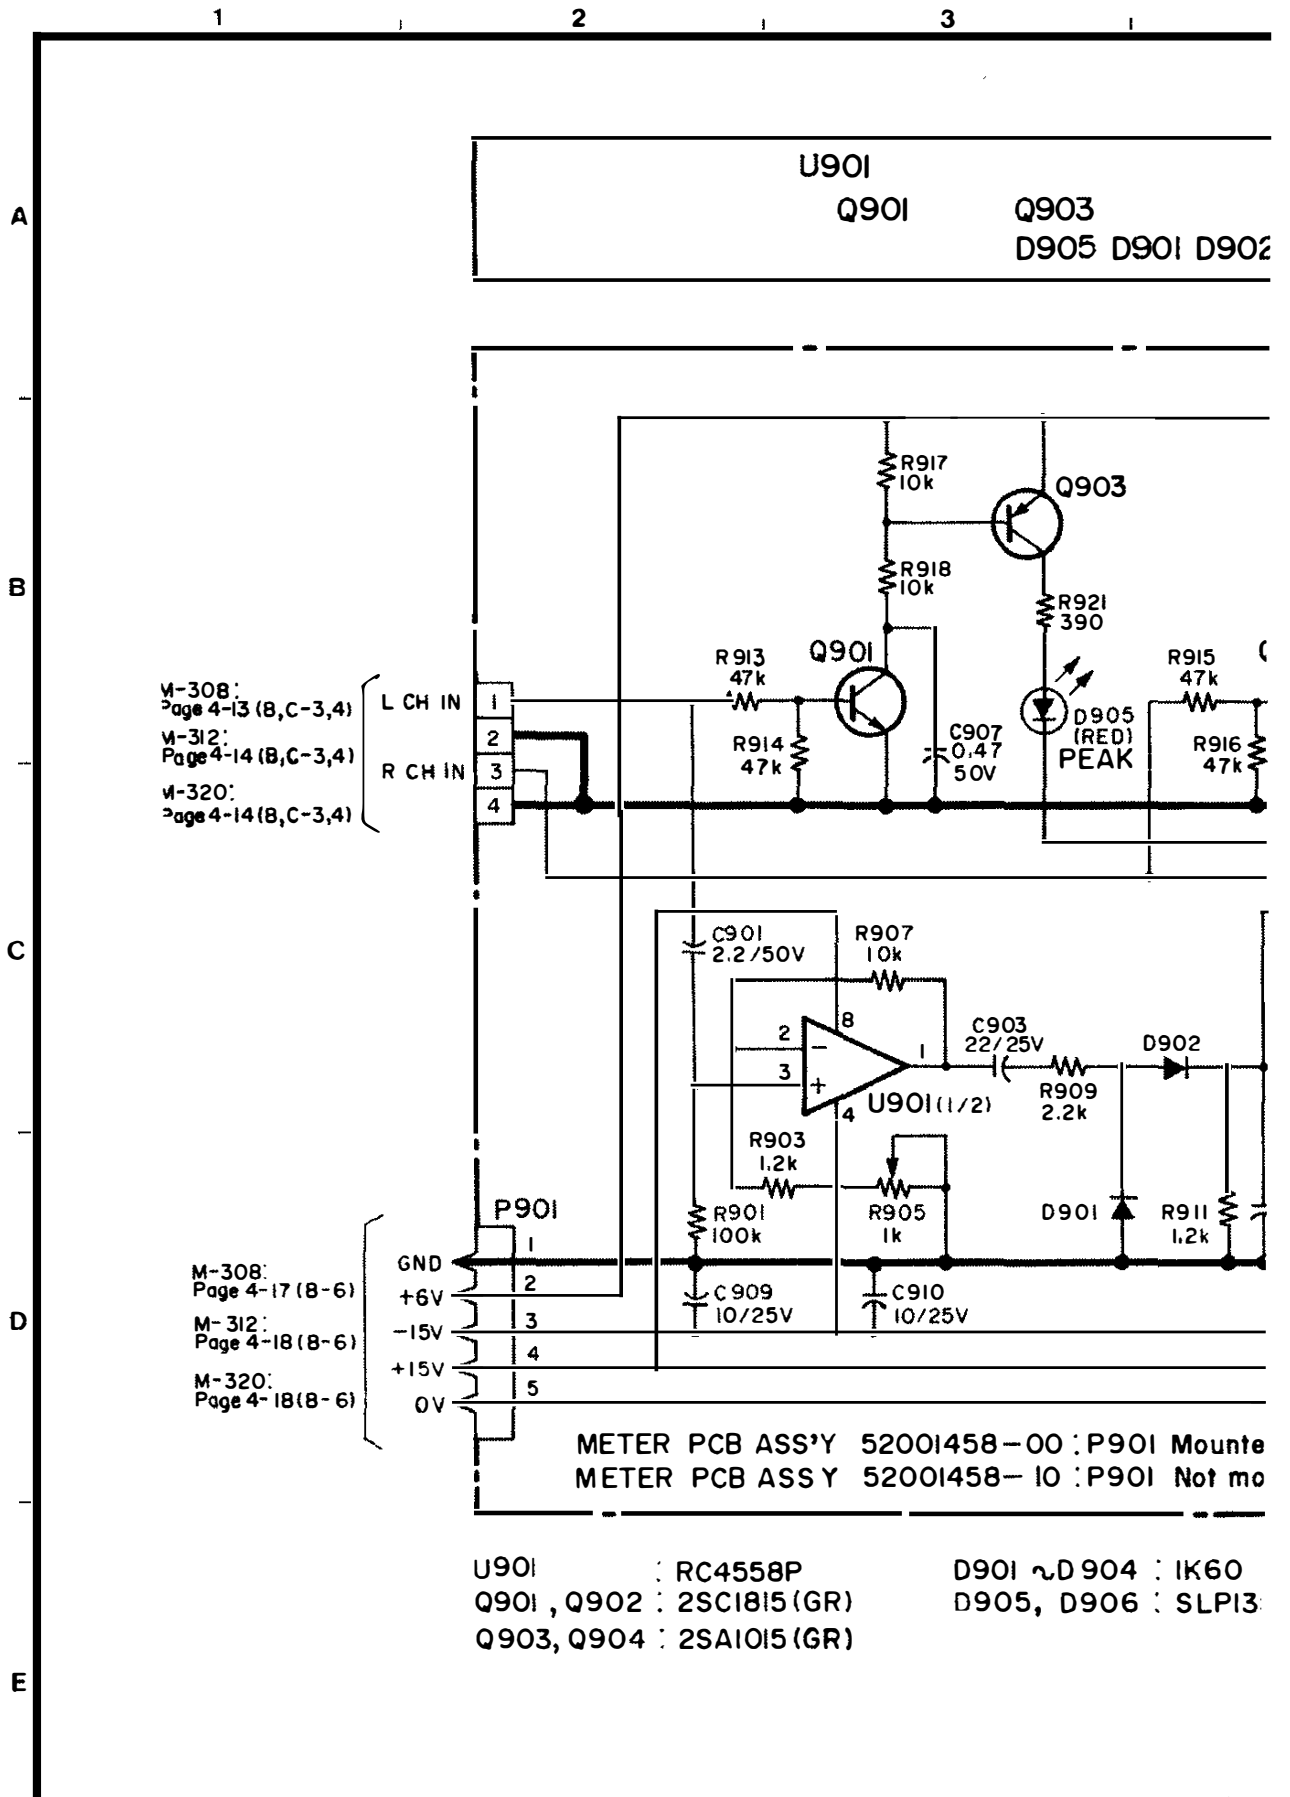 1 2 3
A
U901
Q901 Q903
D905 D901 D902
R917
10k
Q903
B
R918
10k
R921
390
R913
47k
Q901
R915
47k
M-308:
Page 4-13 (B,C-3,4)
L CH IN
1
D905
(RED)
PEAK
M-312:
Page 4-14 (B,C-3,4)
2
R914
47k
C907
0.47
50V
R916
47k
R CH IN
3
M-320:
Page 4-14 (B,C-3,4)
4
C
C901
2.2/50V
R907
10k
8
2
-
1
C903
22/25V
D902
3
+
R909
2.2k
U901(1/2)
4
R903
1.2k
P901
R901
100k
R905
1k
D901
R911
1.2k
1
GND
M-308:
Page 4-17 (B-6)
2
+6V
C909
10/25V
C910
10/25V
D
M-312:
Page 4-18 (B-6)
3
-15V
4
+15V
M-320:
Page 4-18 (B-6)
5
0V
METER PCB ASS'Y 52001458-00 : P901 Mounte
METER PCB ASSY 52001458-10 : P901 Not mo
U901 : RC4558P D901 ~ D904 : 1K60
Q901 , Q902 : 2SC1815(GR) D905, D906 : SLP13
Q903, Q904 : 2SA1015(GR)
E